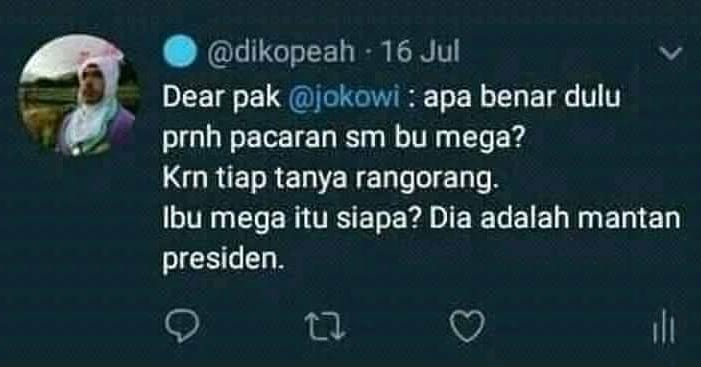 @dikopeah · 16 Jul
Dear pak @jokowi : apa benar dulu
prnh pacaran sm bu mega?
Krn tiap tanya rangorang.
Ibu mega itu siapa? Dia adalah mantan
presiden.